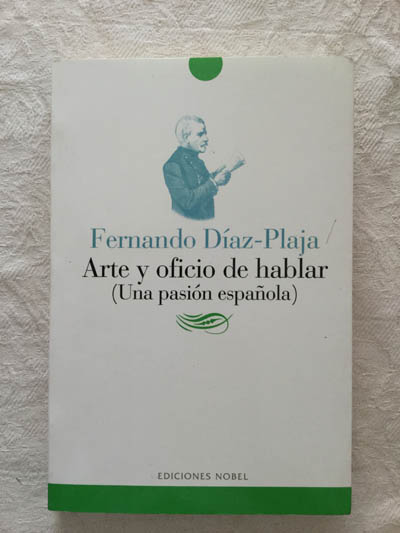 Fernando Díaz-Plaja
Arte y oficio de hablar
(Una pasión española)
EDICIONES NOBEL